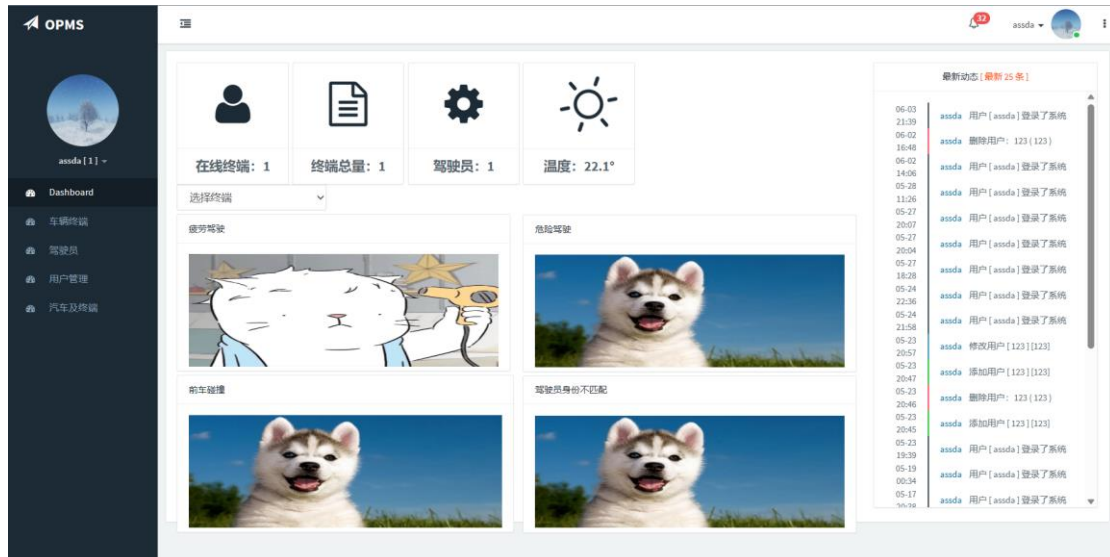 OPMS
32
assda
assda [ 1 ]
Dashboard
车辆终端
驾驶员
用户管理
汽车及终端
在线终端：1
终端总量：1
驾驶员：1
温度：22.1°
选择终端
疲劳驾驶
危险驾驶
前车碰撞
驾驶员身份不匹配
最新动态 [ 最新 25 条 ]
06-03 21:39 assda 用户 [ assda ] 登录了系统
06-02 16:48 assda 删除用户：123 ( 123 )
06-02 14:06 assda 用户 [ assda ] 登录了系统
05-28 11:26 assda 用户 [ assda ] 登录了系统
05-27 20:07 assda 用户 [ assda ] 登录了系统
05-27 20:04 assda 用户 [ assda ] 登录了系统
05-27 18:28 assda 用户 [ assda ] 登录了系统
05-24 22:36 assda 用户 [ assda ] 登录了系统
05-24 21:58 assda 用户 [ assda ] 登录了系统
05-23 20:57 assda 修改用户 [ 123 ] [123]
05-23 20:47 assda 添加用户 [ 123 ] [123]
05-23 20:46 assda 删除用户：123 ( 123 )
05-23 20:45 assda 添加用户 [ 123 ] [123]
05-23 19:39 assda 用户 [ assda ] 登录了系统
05-19 00:34 assda 用户 [ assda ] 登录了系统
05-17 20:28 assda 用户 [ assda ] 登录了系统